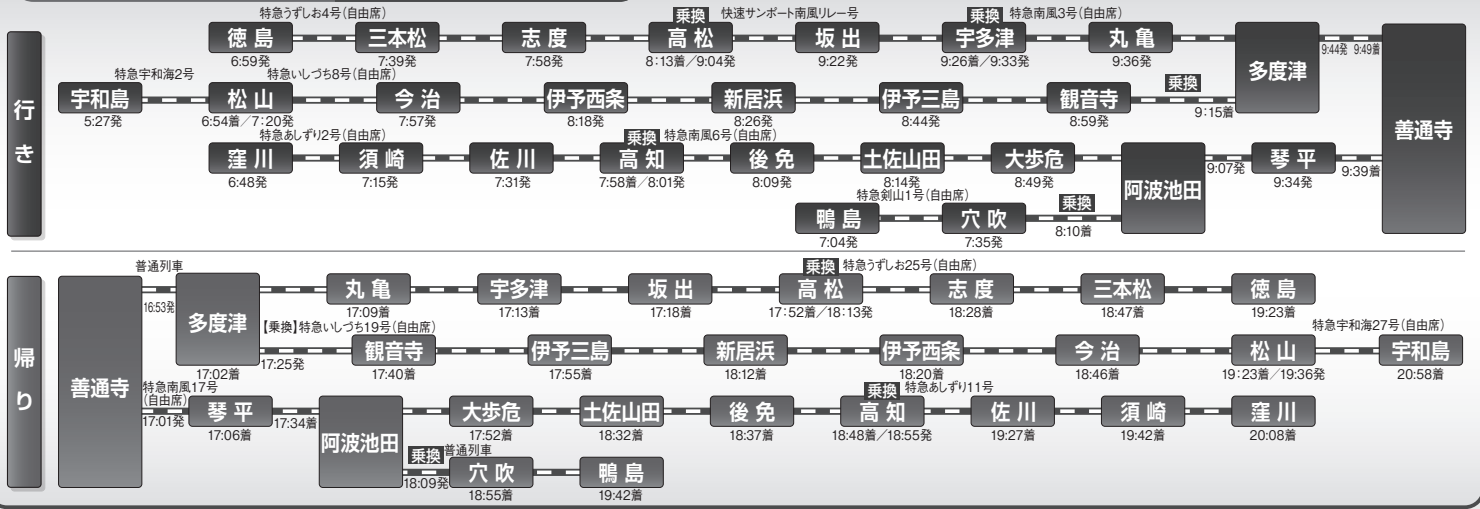 行き
特急うずしお4号(自由席) 乗換 快速サンポート南風リレー号 乗換 特急南風3号(自由席)
徳島 三本松 志度 高松 坂出 宇多津 丸亀
6:59発 7:39発 7:58発 8:13着/9:04発 9:22発 9:26着/9:33発 9:36発
多度津
9:44発 9:49着
善通寺
特急宇和海2号 特急いしづち8号(自由席)
宇和島 松山 今治 伊予西条 新居浜 伊予三島 観音寺 乗換
5:27発 6:54着/7:20発 7:57発 8:18発 8:26発 8:44発 8:59発 9:15着
特急あしずり2号(自由席) 乗換 特急南風6号(自由席)
窪川 須崎 佐川 高知 後免 土佐山田 大歩危
6:48発 7:15発 7:31発 7:58着/8:01発 8:09発 8:14発 8:49発
阿波池田
9:07発 琴平 9:39着
9:34発
特急剣山1号(自由席)
鴨島 穴吹 乗換
7:04発 7:35発 8:10着
帰り
善通寺
普通列車
16:53発
多度津
17:02着
乗換 特急うずしお25号(自由席)
丸亀 宇多津 坂出 高松 志度 三本松 徳島
17:09着 17:13着 17:18着 17:52着/18:13発 18:28着 18:47着 19:23着
【乗換】特急いしづち19号(自由席) 特急宇和海27号(自由席)
17:25発 観音寺 伊予三島 新居浜 伊予西条 今治 松山 宇和島
17:40着 17:55着 18:12着 18:20着 18:46着 19:23着/19:36発 20:58着
特急南風17号
(自由席)
17:01発 琴平 17:34着
17:06着
阿波池田
乗換 特急あしずり11号
大歩危 土佐山田 後免 高知 佐川 須崎 窪川
17:52着 18:32着 18:37着 18:48着/18:55発 19:27着 19:42着 20:08着
乗換 普通列車
18:09発 穴吹 鴨島
18:55着 19:42着